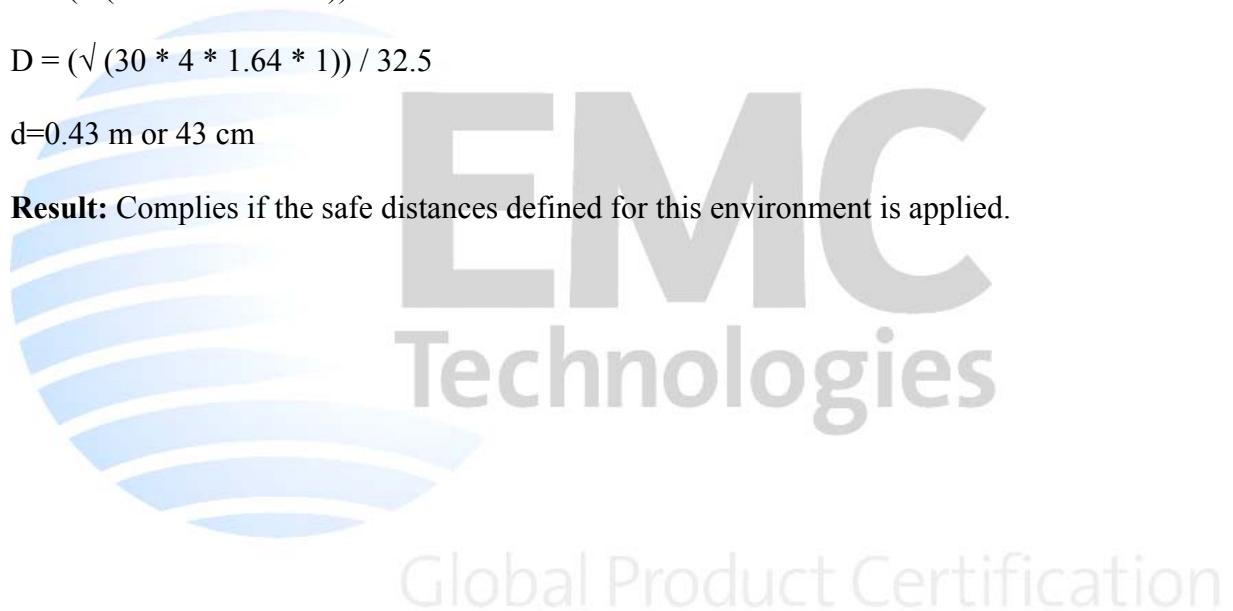 D = (√ (30 * 4 * 1.64 * 1)) / 32.5
d=0.43 m or 43 cm
Result: Complies if the safe distances defined for this environment is applied.
EMC
Technologies
Global Product Certification